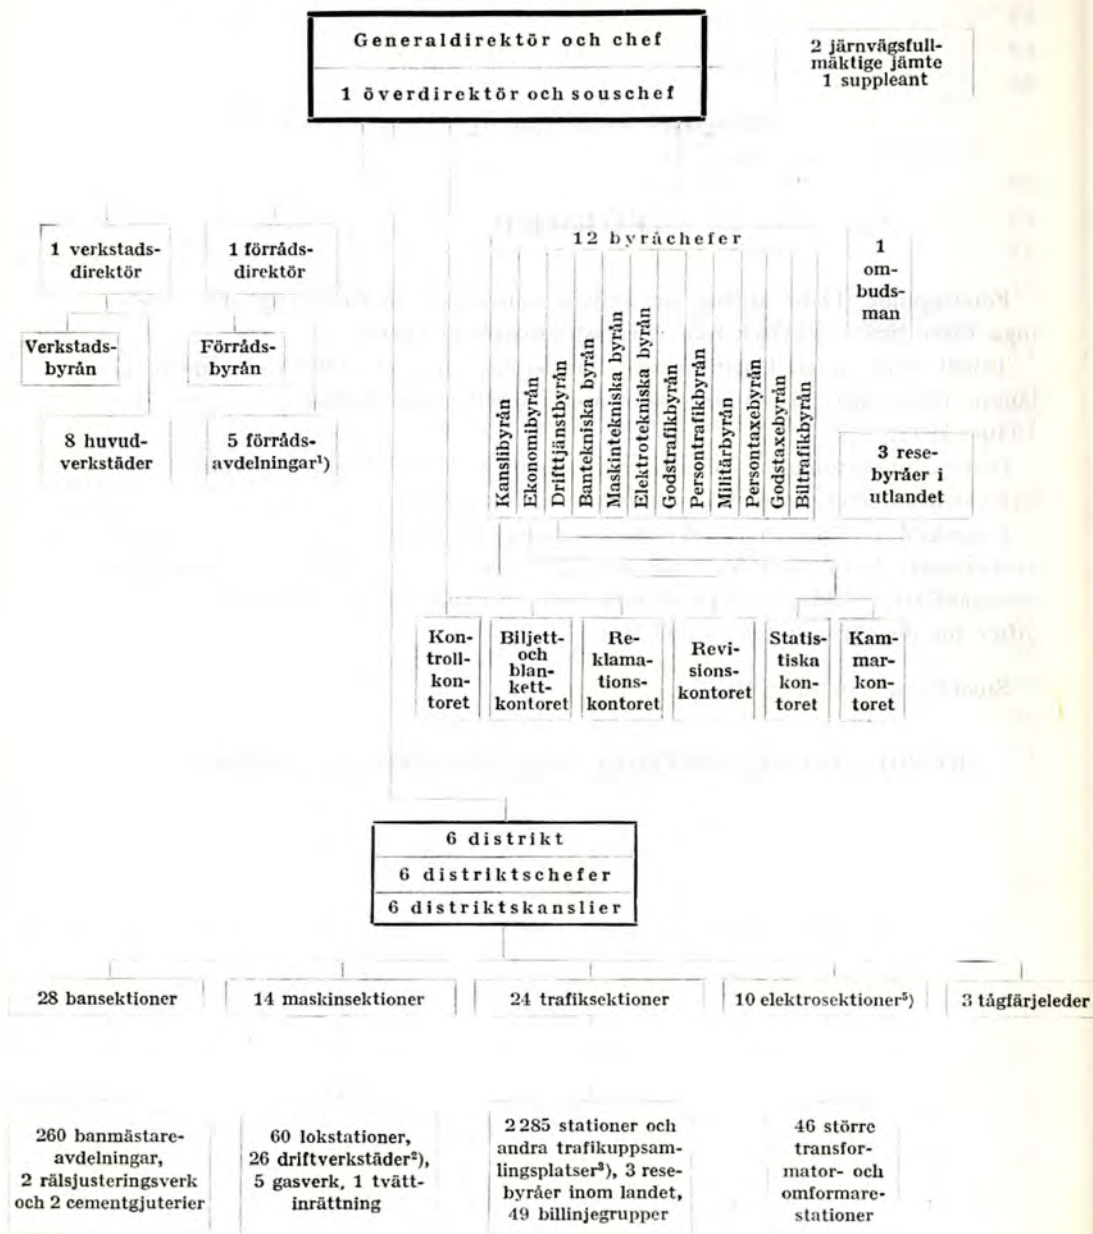 Generaldirektör och chef
1 överdirektör och souschef
2 järnvägsfull-
mäktige jämte
1 suppleant
1 verkstads-
direktör
1 förråds-
direktör
12 byråchefer
1
om-
buds-
man
Verkstads-
byrån
Förråds-
byrån
8 huvud-
verkstäder
5 förråds-
avdelningar¹)
Kanslibyrån
Ekonomibyrån
Drifttjänstbyrån
Bantekniska byrån
Maskintekniska byrån
Elektrotekniska byrån
Godstrafikbyrån
Persontrafikbyrån
Militärbyrån
Persontaxebyrån
Godstaxebyrån
Biltrafikbyrån
3 rese-
byråer i
utlandet
Kon-
troll-
kon-
toret
Biljett-
och
blan-
kett-
kontoret
Re-
klama-
tions-
kontoret
Revi-
sions-
kontoret
Statis-
tiska
kon-
toret
Kam-
mar-
kon-
toret
6 distrikt
6 distriktschefer
6 distriktskanslier
28 bansektioner
14 maskinsektioner
24 trafiksektioner
10 elektrosektioner⁵)
3 tågfärjeleder
260 banmästare-
avdelningar,
2 rälsjusteringsverk
och 2 cementgjuterier
60 lokstationer,
26 driftverkstäder²),
5 gasverk, 1 tvätt-
inrättning
2 285 stationer och
andra trafikuppsam-
lingsplatser³), 3 rese-
byråer inom landet,
49 billinjegrupper
46 större
transfor-
mator- och
omformare-
stationer